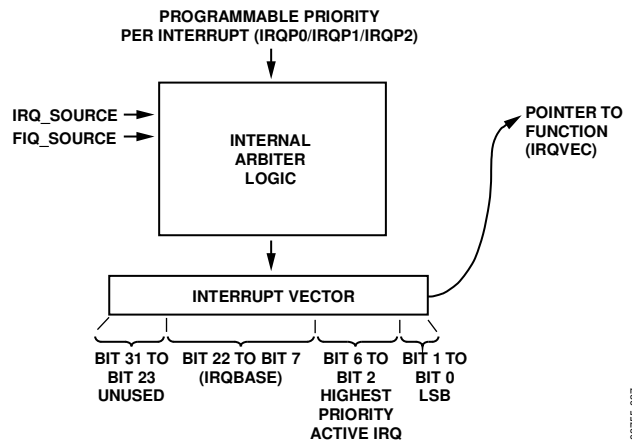 PROGRAMMABLE PRIORITY
PER INTERRUPT (IRQP0/IRQP1/IRQP2)
IRQ_SOURCE
FIQ_SOURCE
INTERNAL
ARBITER
LOGIC
POINTER TO
FUNCTION
(IRQVEC)
INTERRUPT VECTOR
BIT 31 TO
BIT 23
UNUSED
BIT 22 TO BIT 7
(IRQBASE)
BIT 6 TO
BIT 2
HIGHEST
PRIORITY
ACTIVE IRQ
BIT 1 TO
BIT 0
LSB